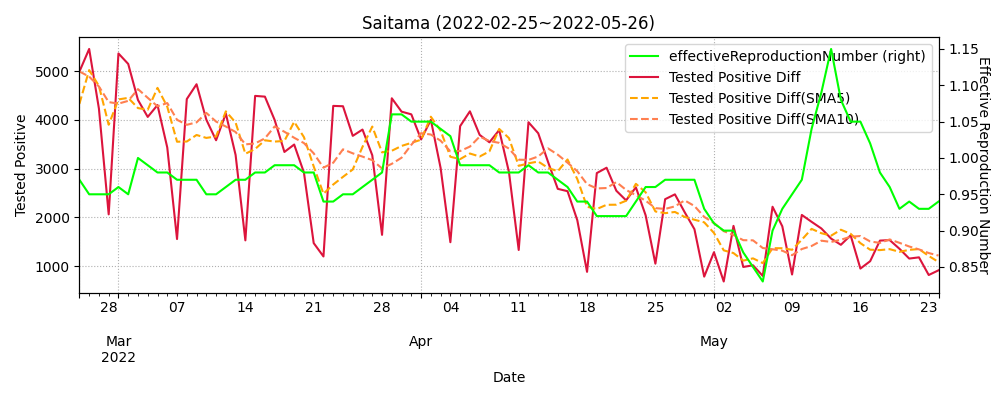 Saitama (2022-02-25~2022-05-26)
effectiveReproductionNumber (right)
Tested Positive Diff
Tested Positive Diff(SMA5)
Tested Positive Diff(SMA10)
Tested Positive
5000
4000
3000
2000
1000
1.15
1.10
1.05
1.00
0.95
0.90
0.85
Effective Reproduction Number
28 07 14 21 28 04 11 18 25 02 09 16 23
Mar Apr May
2022
Date